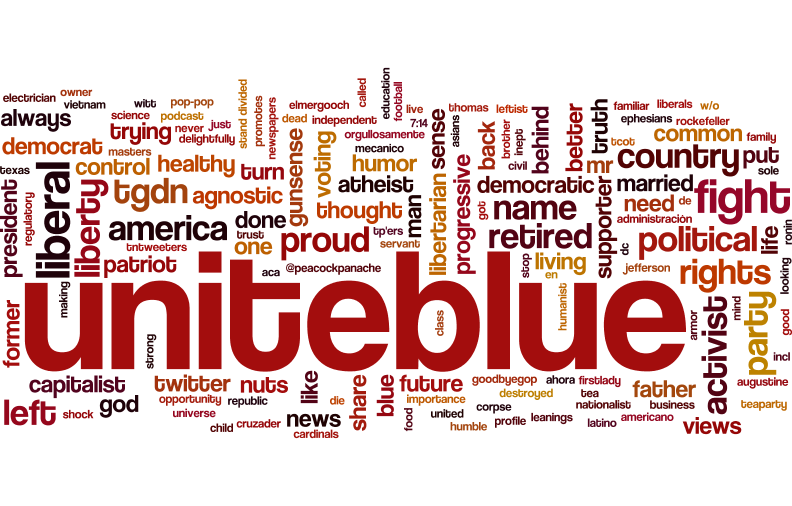 electrician
owner
vietnam
witt
pop-pop
science
podcast
always
trying
never
just
delightfully
stand divided
promotes
newspapers
elmergooch
dead
independent
called
education
football
live
7:14
thomas
leftist
familiar
liberals
w/o
ephesians
rockefeller
common
family
democrat
masters
control
healthy
turn
gunsense
voting
orgullosamente
mecanico
humor
sense
asians
back
brother
inept
civil
behind
better
truth
tcot
mr
country
put
sole
texas
president
regulatory
liberal
liberty
tgdn
agnostic
thought
atheist
man
libertarian
progressive
democratic
got
name
supporter
married
need
de
fight
administración
america
done
trust
one
proud
tp'ers
servant
retired
stop
living
en
dc
political
life
ronin
tntweeters
patriot
aca
@peacockpanache
jefferson
rights
looking
former
making
uniteblue
strong
class
humanist
armor
activist
mind
party
good
incl
capitalist
twitter
nuts
like
die
share
blue
future
goodbyegop
ahora
firstlady
father
augustine
left
shock
god
opportunity
republic
universe
child
cruzader
news
cardinals
food
importance
united
humble
corpse
destroyed
profile
leanings
tea
nationalist
business
latino
americano
views
teaparty